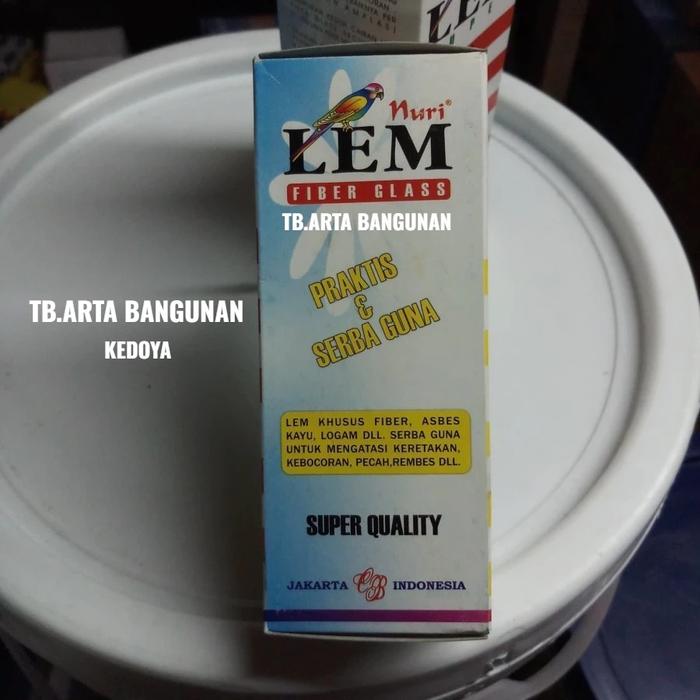 Nuri®
LEM
FIBER GLASS
TB.ARTA BANGUNAN
PRAKTIS
&
SERBA GUNA
TB.ARTA BANGUNAN
KEDOYA
LEM KHUSUS FIBER, ASBES
KAYU, LOGAM DLL. SERBA GUNA
UNTUK MENGATASI KERETAKAN,
KEBOCORAN, PECAH,REMBES DLL.
SUPER QUALITY
JAKARTA CB INDONESIA